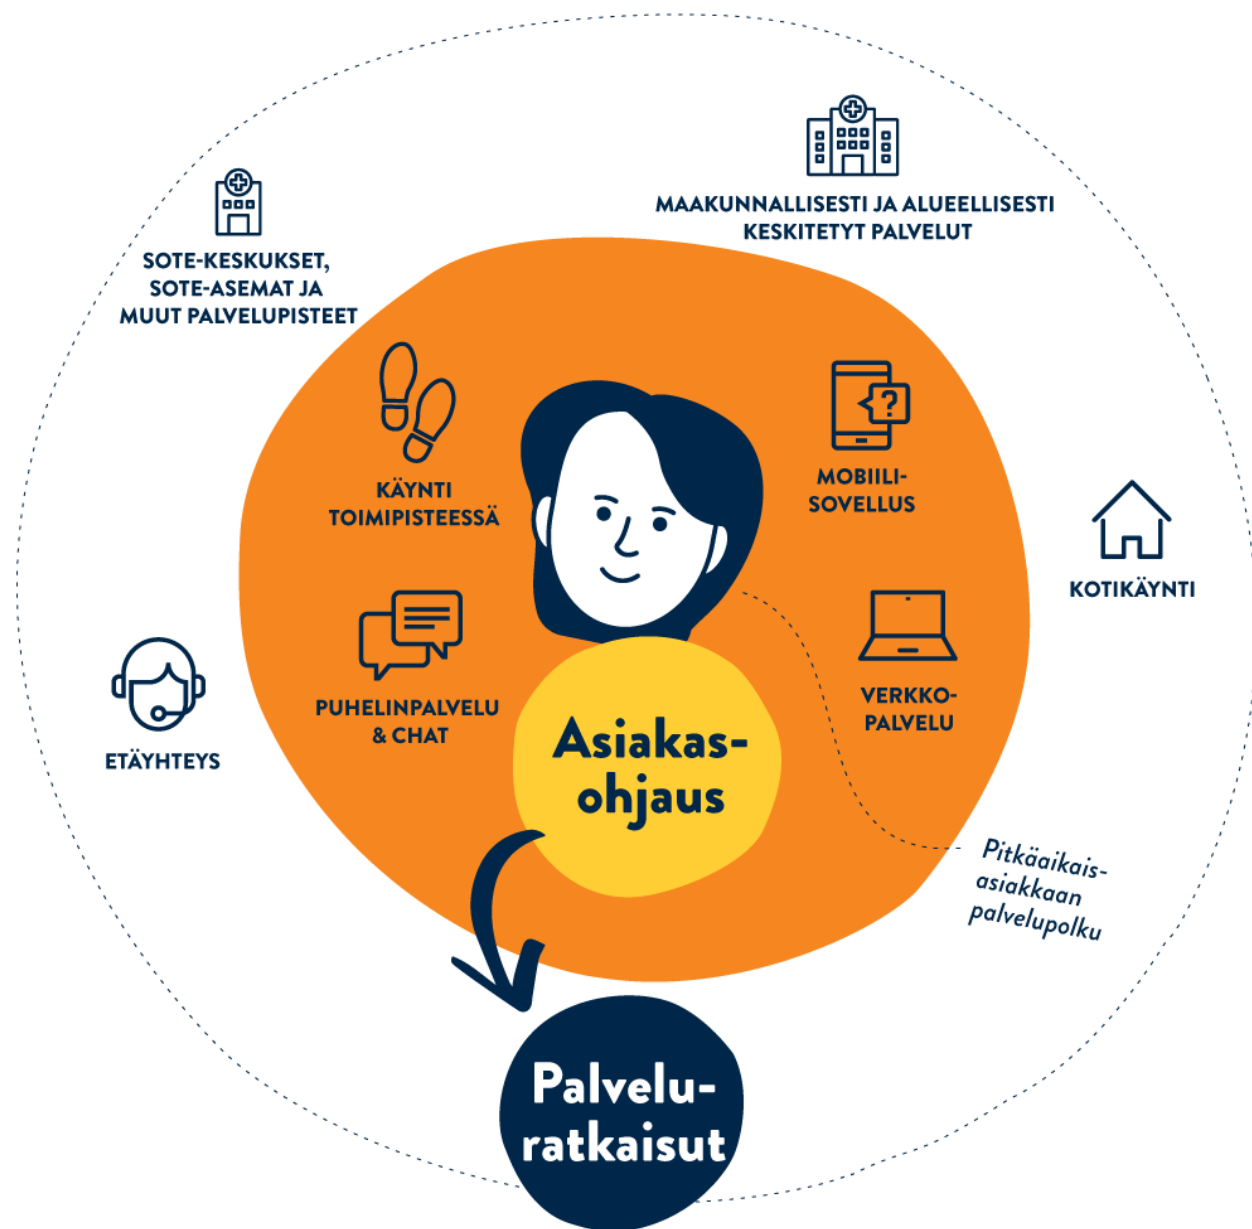 MAAKUNNALLISESTI JA ALUEELLISESTI
KESKITETYT PALVELUT
SOTE-KESKUKSET,
SOTE-ASEMAT JA
MUUT PALVELUPISTEET
KÄYNTI
TOIMIPISTEESSÄ
MOBIILI-
SOVELLUS
?
KOTIKÄYNTI
PUHELINPALVELU
& CHAT
VERKKO-
PALVELU
ETÄYHTEYS
Asiakas-
ohjaus
Pitkäaikais-
asiakkaan
palvelupolku
Palvelu-
ratkaisut